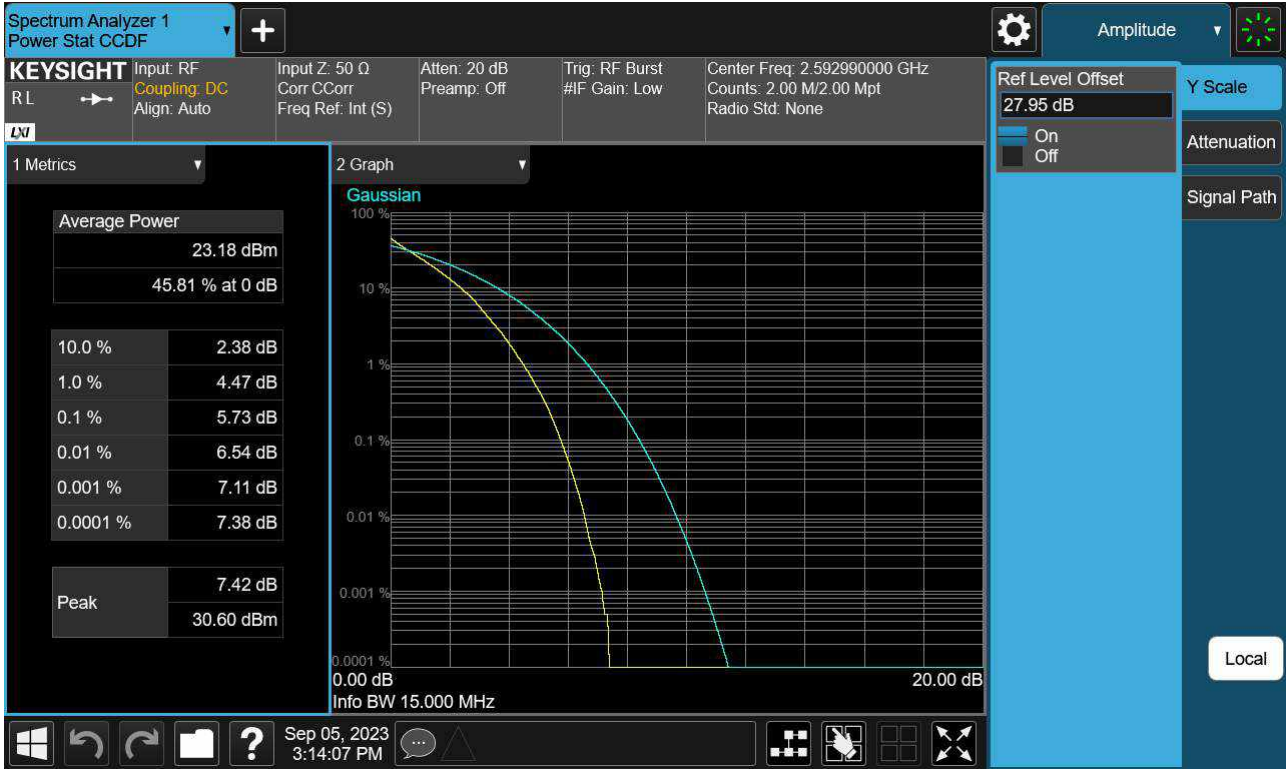 Spectrum Analyzer 1
Power Stat CCDF
Amplitude
KEYSIGHT
R L
LXI
Input: RF
Coupling: DC
Align: Auto
Input Z: 50 Ω
Corr CCorr
Freq Ref: Int (S)
Atten: 20 dB
Preamp: Off
Trig: RF Burst
#IF Gain: Low
Center Freq: 2.592990000 GHz
Counts: 2.00 M/2.00 Mpt
Radio Std: None
Ref Level Offset
27.95 dB
On
Off
Y Scale
Attenuation
Signal Path
Local
1 Metrics
Average Power
23.18 dBm
45.81 % at 0 dB
10.0 % 2.38 dB
1.0 % 4.47 dB
0.1 % 5.73 dB
0.01 % 6.54 dB
0.001 % 7.11 dB
0.0001 % 7.38 dB
Peak
7.42 dB
30.60 dBm
2 Graph
Gaussian
100 %
10 %
1 %
0.1 %
0.01 %
0.001 %
0.0001 %
0.00 dB 20.00 dB
Info BW 15.000 MHz
?
Sep 05, 2023
3:14:07 PM